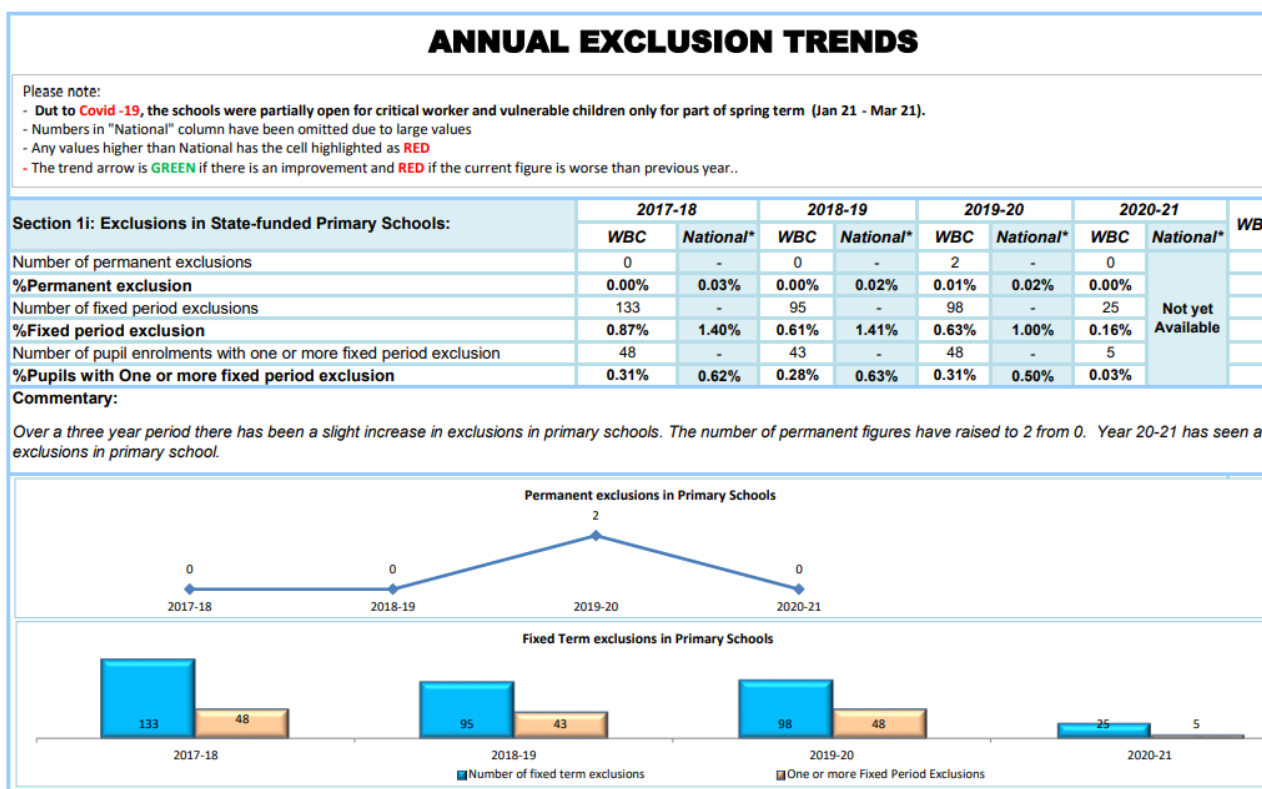 ANNUAL EXCLUSION TRENDS
Please note:
- Dut to Covid -19, the schools were partially open for critical worker and vulnerable children only for part of spring term (Jan 21 - Mar 21).
- Numbers in "National" column have been omitted due to large values
- Any values higher than National has the cell highlighted as RED
- The trend arrow is GREEN if there is an improvement and RED if the current figure is worse than previous year..
Section 1i: Exclusions in State-funded Primary Schools: 2017-18 2018-19 2019-20 2020-21 WB
WBC National* WBC National* WBC National* WBC National*
Number of permanent exclusions 0 - 0 - 2 - 0
%Permanent exclusion 0.00% 0.03% 0.00% 0.02% 0.01% 0.02% 0.00%
Number of fixed period exclusions 133 - 95 - 98 - 25 Not yet
%Fixed period exclusion 0.87% 1.40% 0.61% 1.41% 0.63% 1.00% 0.16% Available
Number of pupil enrolments with one or more fixed period exclusion 48 - 43 - 48 - 5
%Pupils with One or more fixed period exclusion 0.31% 0.62% 0.28% 0.63% 0.31% 0.50% 0.03%
Commentary:
Over a three year period there has been a slight increase in exclusions in primary schools. The number of permanent figures have raised to 2 from 0. Year 20-21 has seen a
exclusions in primary school.
Permanent exclusions in Primary Schools
2
0 0 0
2017-18 2018-19 2019-20 2020-21
Fixed Term exclusions in Primary Schools
133 48 95 43 98 48 25 5
2017-18 2018-19 2019-20 2020-21
Number of fixed term exclusions One or more Fixed Period Exclusions